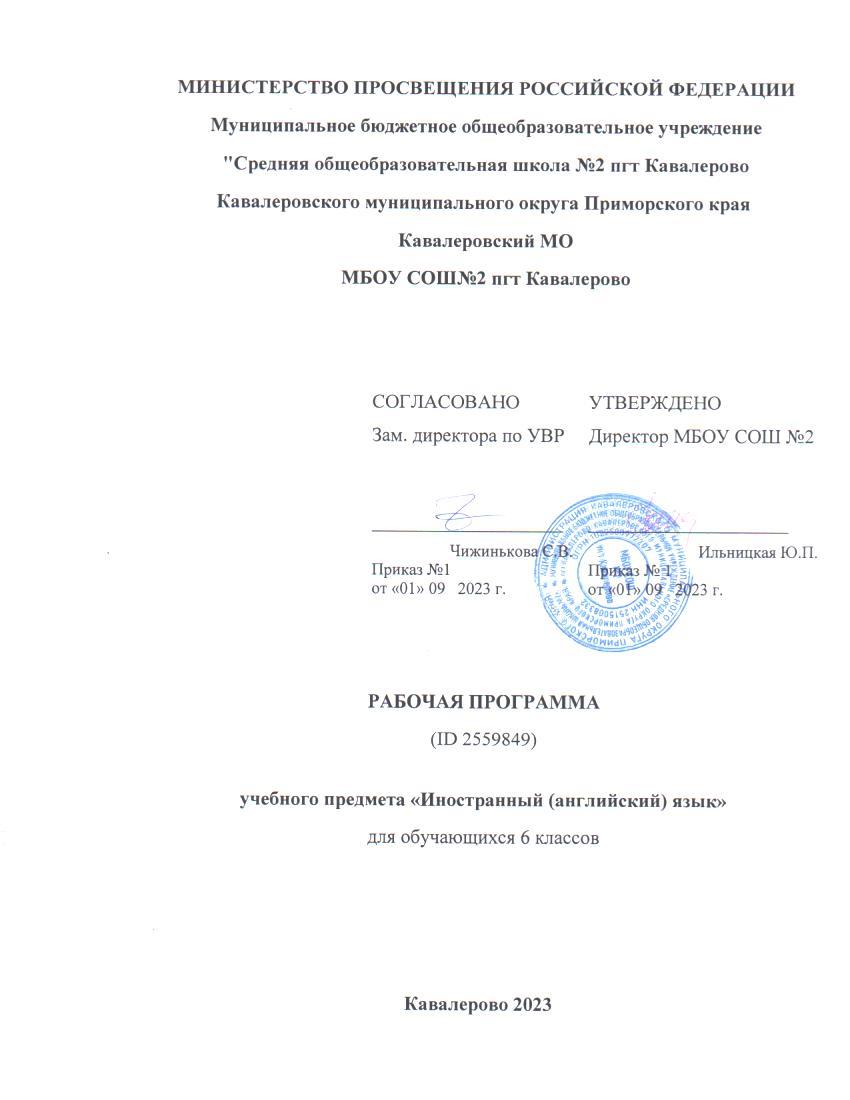 МИНИСТЕРСТВО ПРОСВЕЩЕНИЯ РОССИЙСКОЙ ФЕДЕРАЦИИ
Муниципальное бюджетное общеобразовательное учреждение
"Средняя общеобразовательная школа №2 пгт Кавалерово
Кавалеровского муниципального округа Приморского края
Кавалеровский МО
МБОУ СОШ№2 пгт Кавалерово
СОГЛАСОВАНО УТВЕРЖДЕНО
Зам. директора по УВР Директор МБОУ СОШ №2
Чижинькова С.В. Ильницкая Ю.П.
Приказ №1 Приказ № 1
от «01» 09 2023 г. от «01» 09 2023 г.
РАБОЧАЯ ПРОГРАММА
(ID 2559849)
учебного предмета «Иностранный (английский) язык»
для обучающихся 6 классов
Кавалерово 2023